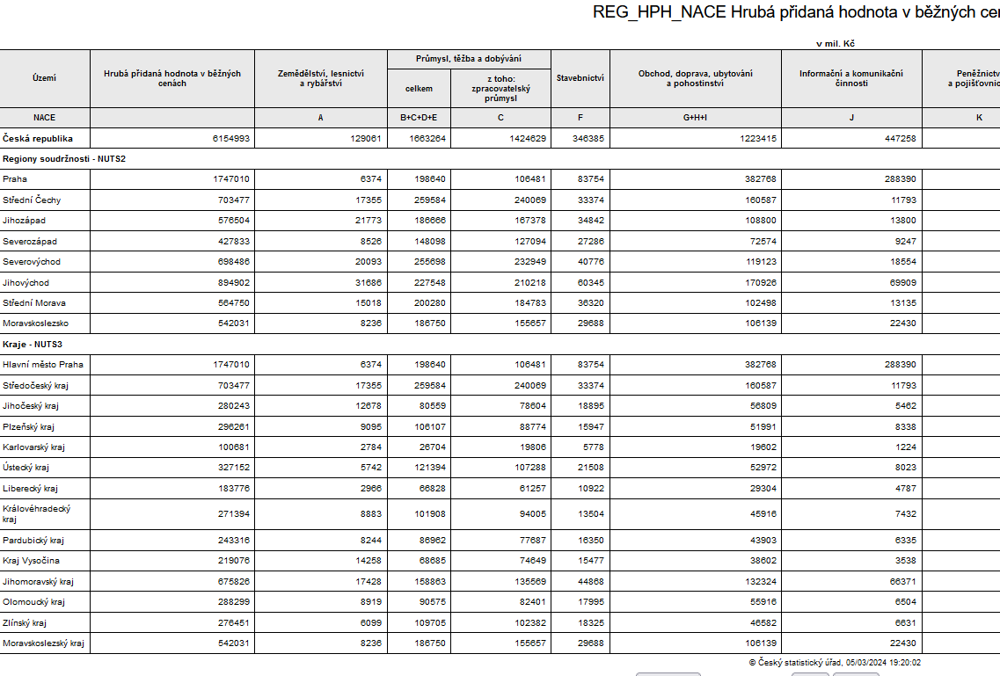 REG_HPH_NACE Hrubá přidaná hodnota v běžných
v mil. Kč
Území Hrubá přidaná hodnota v běžných cenách Zemědělství, lesnictví a rybářství Průmysl, těžba a dobývání Stavebnictví Obchod, doprava, ubytování a pohostinství Informační a komunikační činnosti
celkem z toho: zpracovatelský průmysl
NACE A B+C+D+E C F G+H+I J K
Česká republika 6154993 129061 1663264 1424629 346385 1223415 447258
Regiony soudržnosti - NUTS2
Praha 1747010 6374 198640 106481 83754 382768 288390
Střední Čechy 703477 17355 259584 240069 33374 160587 11793
Jihozápad 576504 21773 186666 167378 34842 108800 13800
Severozápad 427833 8526 148098 127094 27286 72574 9247
Severovýchod 698486 20093 255698 232949 40776 119123 18554
Jihovýchod 894902 31686 227548 210218 60345 170926 69909
Střední Morava 564750 15018 200280 184783 36320 102498 13135
Moravskoslezsko 542031 8236 186750 155657 29688 106139 22430
Kraje - NUTS3
Hlavní město Praha 1747010 6374 198640 106481 83754 382768 288390
Středočeský kraj 703477 17355 259584 240069 33374 160587 11793
Jihočeský kraj 280243 12678 80559 78604 18895 56809 5462
Plzeňský kraj 296261 9095 106107 88774 15947 51991 8338
Karlovarský kraj 100681 2784 26704 19806 5778 19602 1224
Ústecký kraj 327152 5742 121394 107288 21508 52972 8023
Liberecký kraj 183776 2966 66828 61257 10922 29304 4787
Královéhradecký kraj 271394 8883 101908 94005 13504 45916 7432
Pardubický kraj 243316 8244 86962 77687 16350 43903 6335
Kraj Vysočina 219076 14258 68685 74649 15477 38602 3538
Jihomoravský kraj 675826 17428 158863 135569 44868 132324 66371
Olomoucký kraj 288299 8919 90575 82401 17995 55916 6504
Zlínský kraj 276451 6099 109705 102382 18325 46582 6631
Moravskoslezský kraj 542031 8236 186750 155657 29688 106139 22430
© Český statistický úřad, 05/03/2024 19:20:02